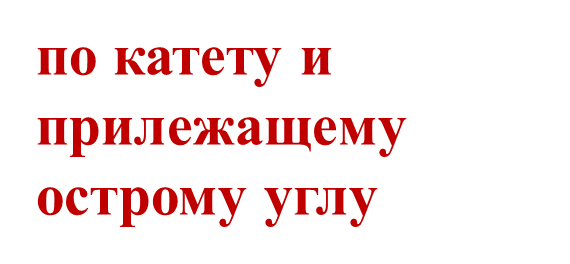 по катету и
прилежащему
острому углу